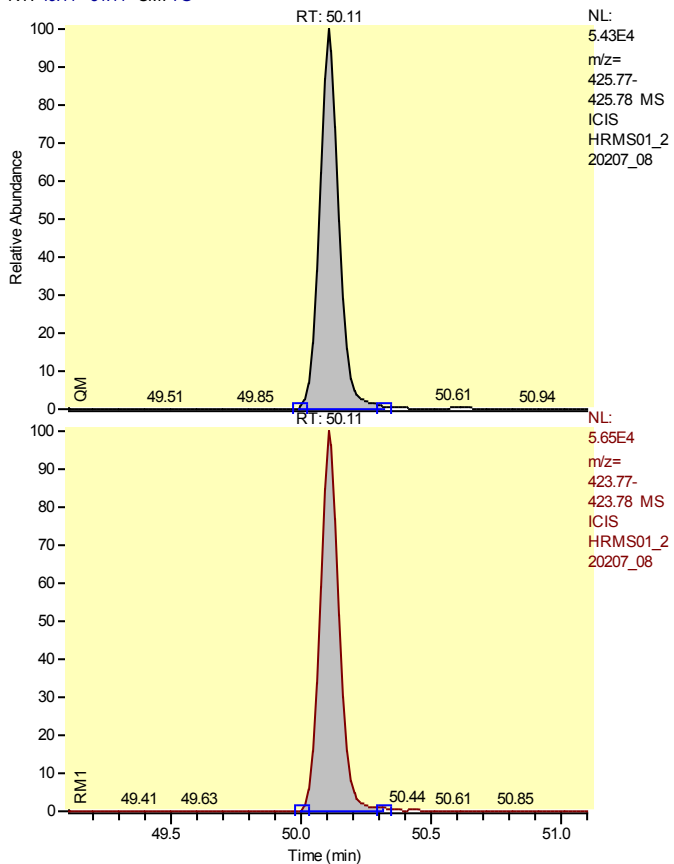 RT: 50.11
NL:
5.43E4
m/z=
425.77-
425.78 MS
ICIS
HRMS01_2
20207_08
100
90
80
70
60
50
40
30
20
10
0
Relative Abundance
QM
49.51 49.85 50.61 50.94
RT: 50.11
NL:
5.65E4
m/z=
423.77-
423.78 MS
ICIS
HRMS01_2
20207_08
100
90
80
70
60
50
40
30
20
10
0
RM1
49.41 49.63 50.44 50.61 50.85
49.5 50.0 50.5 51.0
Time (min)